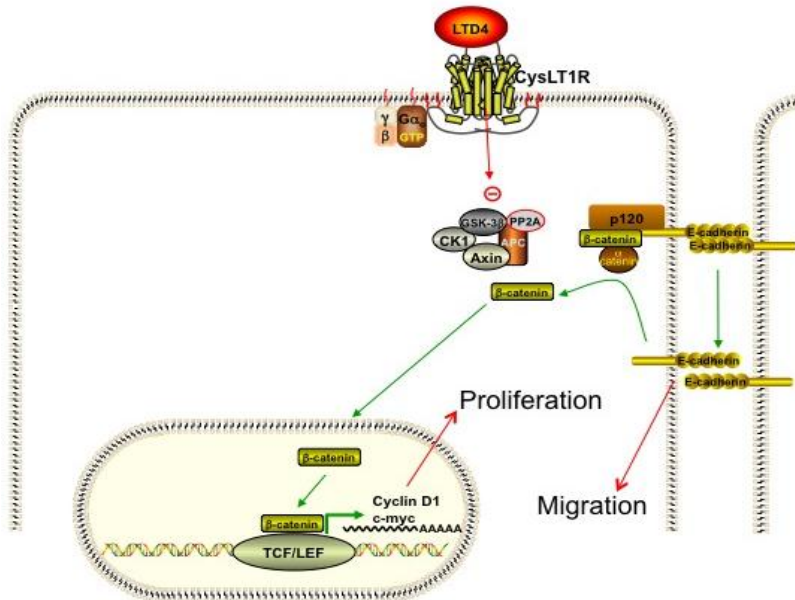 LTD4
CysLT1R
γ
β
Gα
GTP
GSK-3β
PP2A
CK1
APC
Axin
p120
β-catenin
α
catenin
E-cadherin
E-cadherin
β-catenin
E-cadherin
E-cadherin
Proliferation
Migration
β-catenin
Cyclin D1
c-myc
AAAAA
β-catenin
TCF/LEF